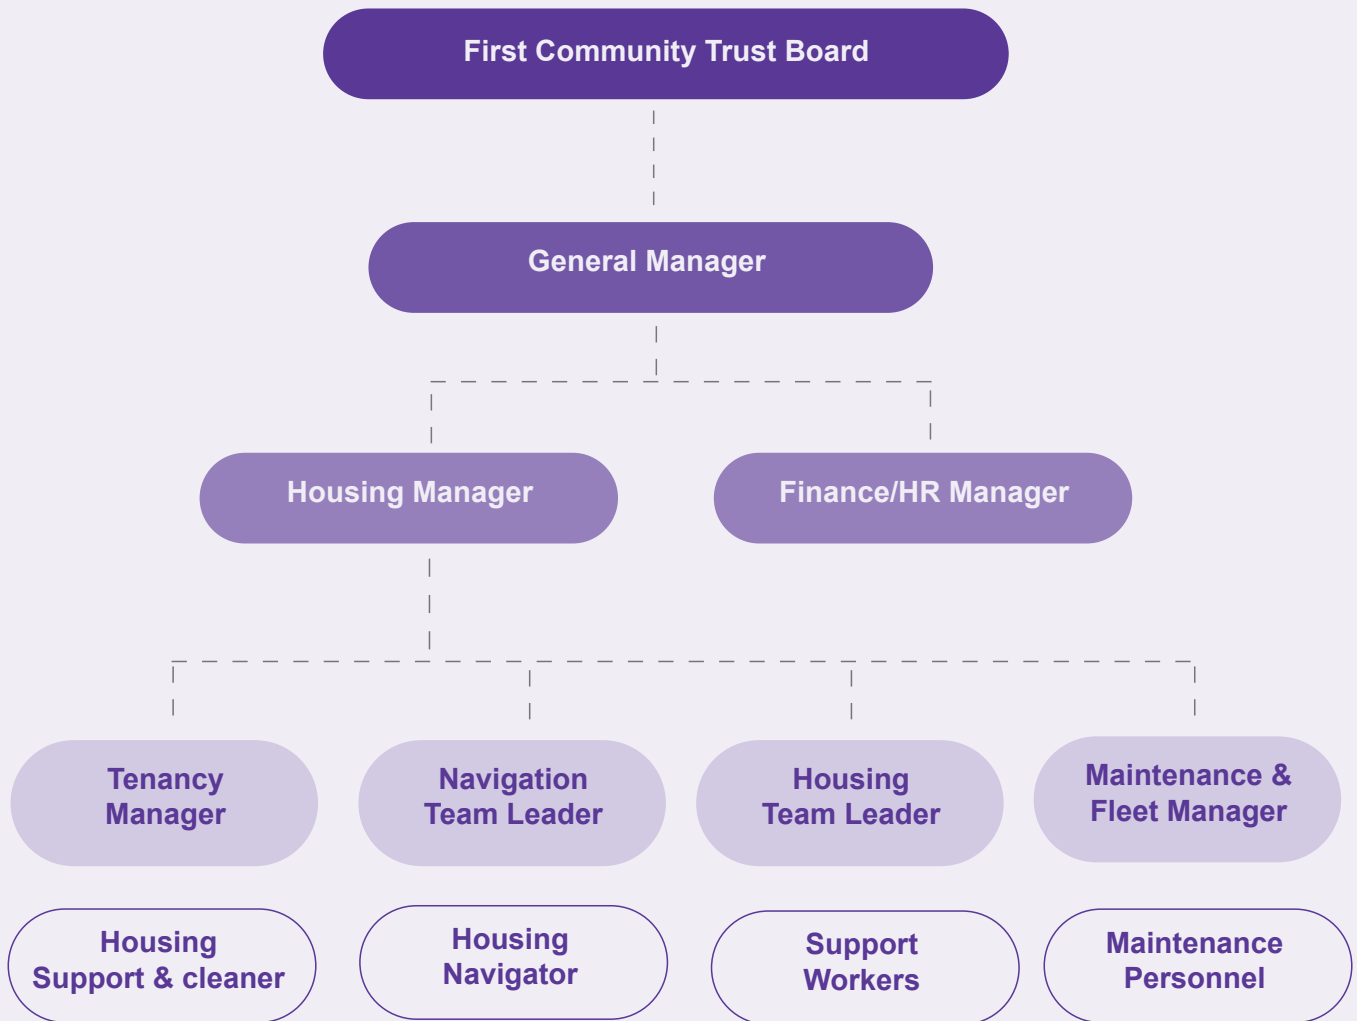 First Community Trust Board
General Manager
Housing Manager
Finance/HR Manager
Tenancy
Manager
Navigation
Team Leader
Housing
Team Leader
Maintenance &
Fleet Manager
Housing
Support & cleaner
Housing
Navigator
Support
Workers
Maintenance
Personnel